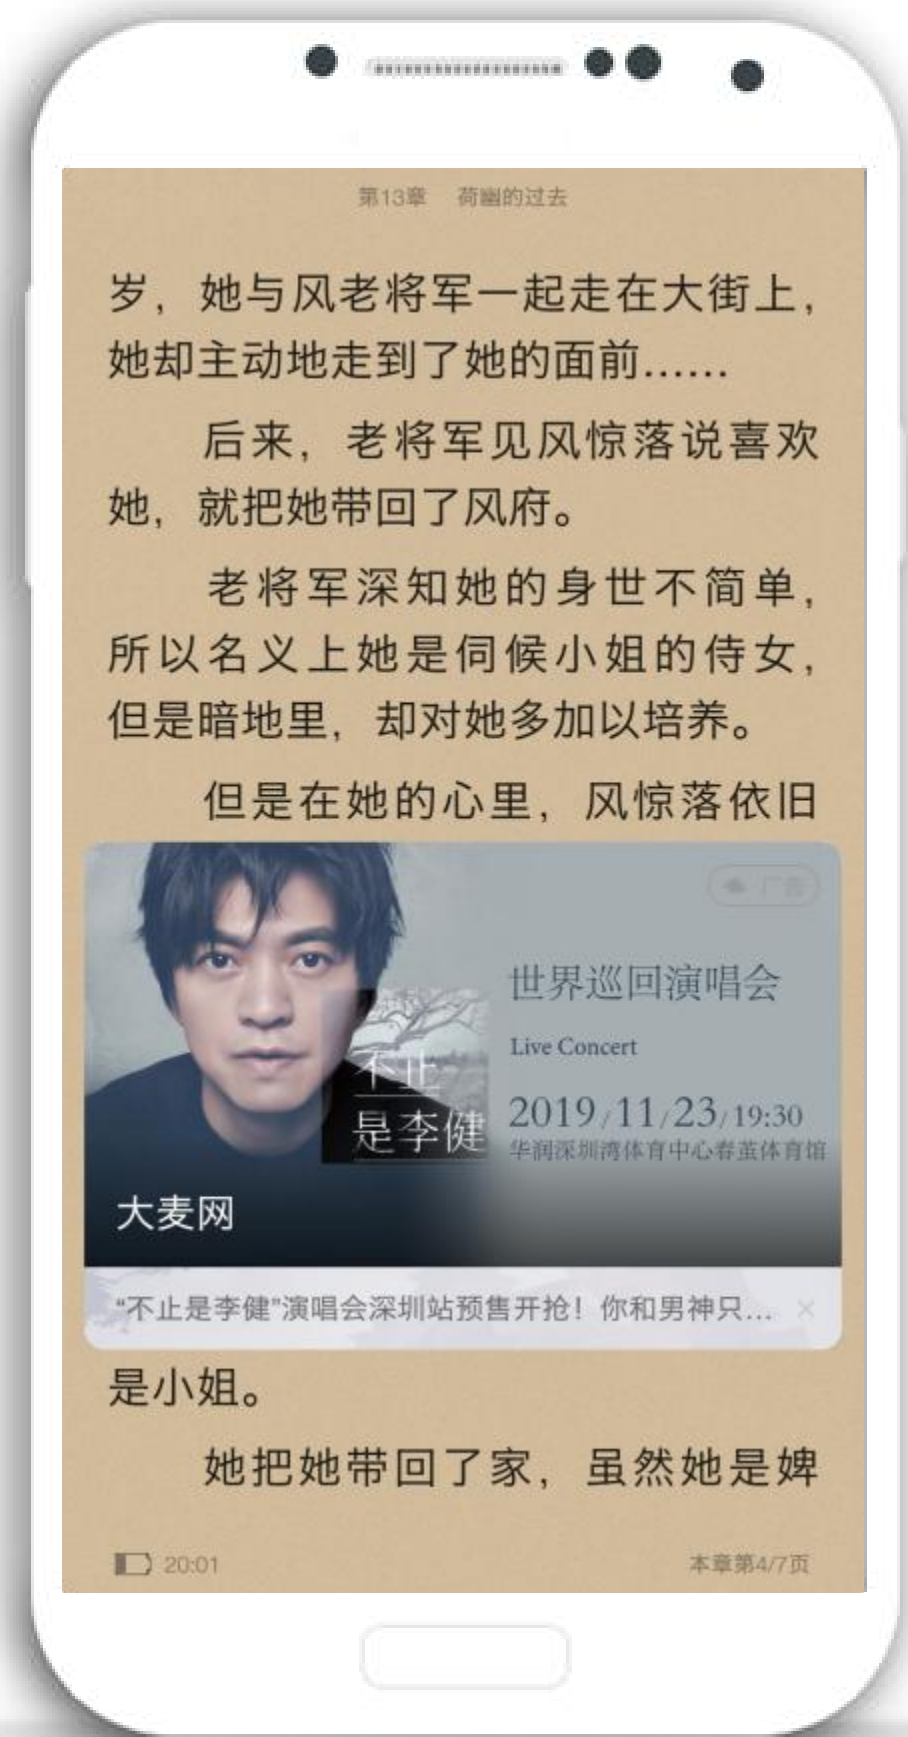 第13章 荷幽的过去
岁，她与风老将军一起走在大街上，
她却主动地走到了她的面前……
后来，老将军见风惊落说喜欢
她，就把她带回了风府。
老将军深知她的身世不简单，
所以名义上她是伺候小姐的侍女，
但是暗地里，却对她多加以培养。
但是在她的心里，风惊落依旧
广告
世界巡回演唱会
Live Concert
不止
是李健
2019/11/23/19:30
华润深圳湾体育中心春茧体育馆
大麦网
“不止是李健”演唱会深圳站预售开抢！你和男神只...
是小姐。
她把她带回了家，虽然她是婢
20:01
本章第4/7页